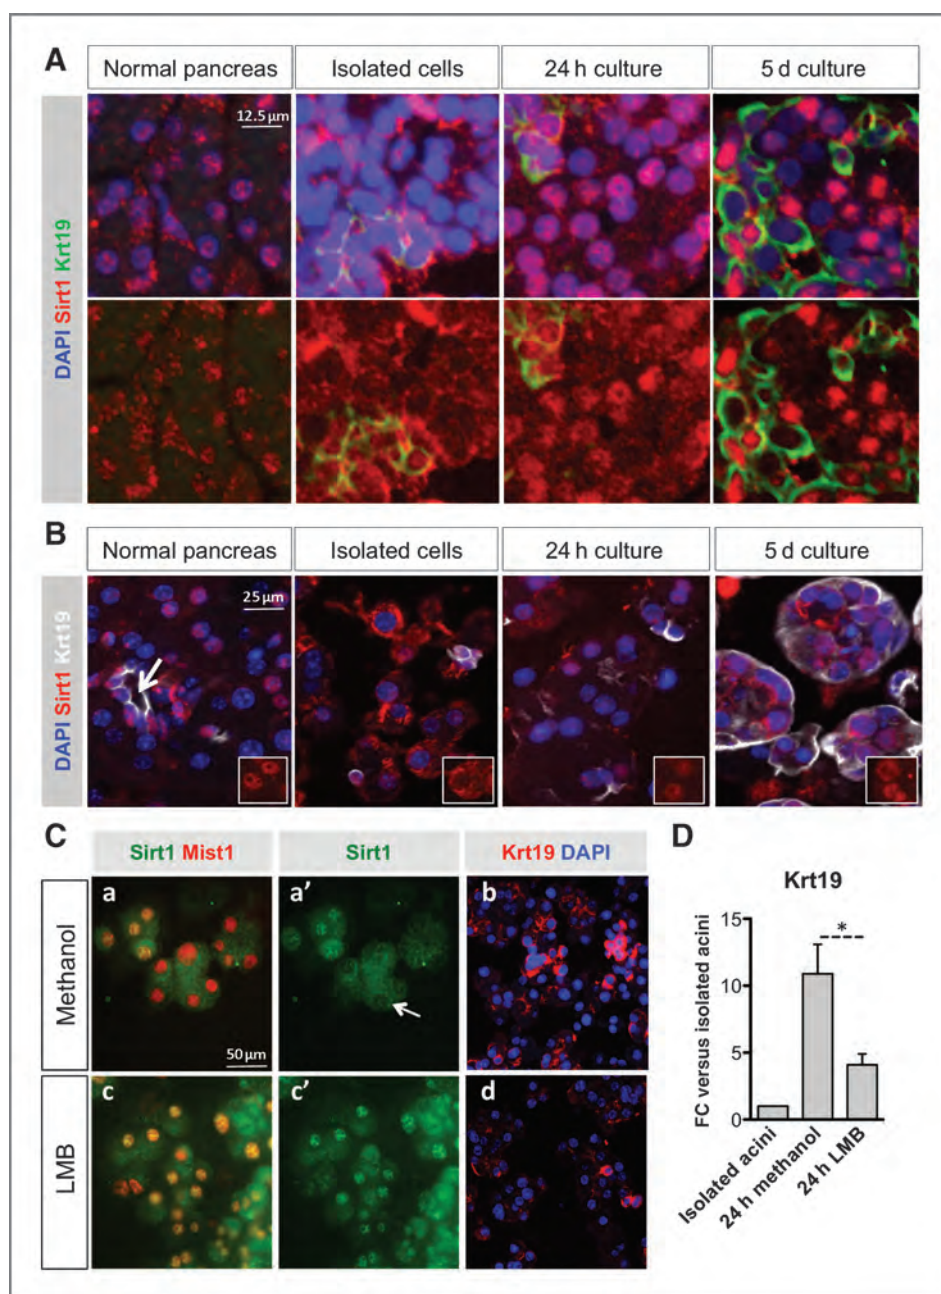 A
Normal pancreas
Isolated cells
24 h culture
5 d culture
DAPI Sirt1 Krt19
12.5 µm
B
Normal pancreas
Isolated cells
24 h culture
5 d culture
DAPI Sirt1 Krt19
25 µm
C
Sirt1 Mist1
Sirt1
Krt19 DAPI
Methanol
a
a′
b
50 µm
LMB
c
c′
d
D
Krt19
FC versus isolated acini
15
10
5
0
*
Isolated acini
24 h methanol
24 h LMB